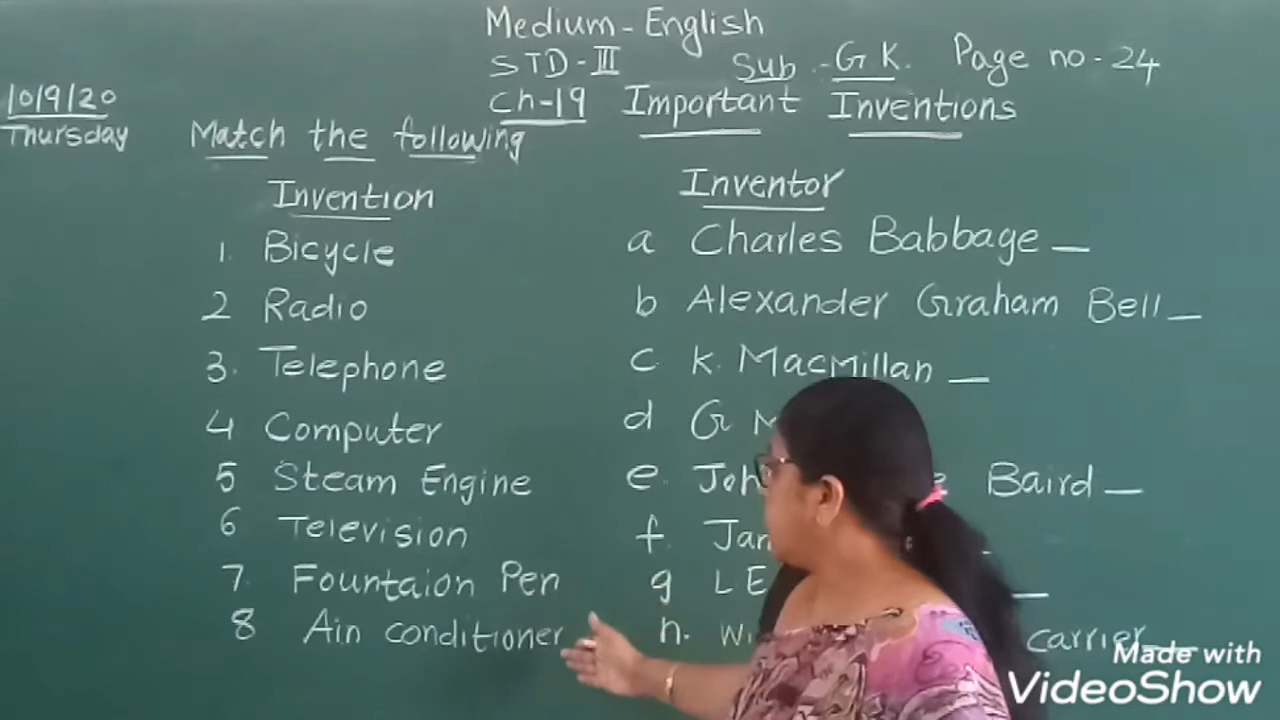 Medium - English
STD - III Sub - G K. Page no - 24
10/9/20 Ch-19 Important Inventions
Thursday Match the following
Invention Inventor
1. Bicycle a Charles Babbage _
2 Radio b Alexander Graham Bell _
3. Telephone c K. MacMillan _
4 Computer d G
5 Steam Engine e. Baird _
6 Television f.
7 Fountaion Pen g L E
8 Ain conditioner h. carrier _
Made with
VideoShow